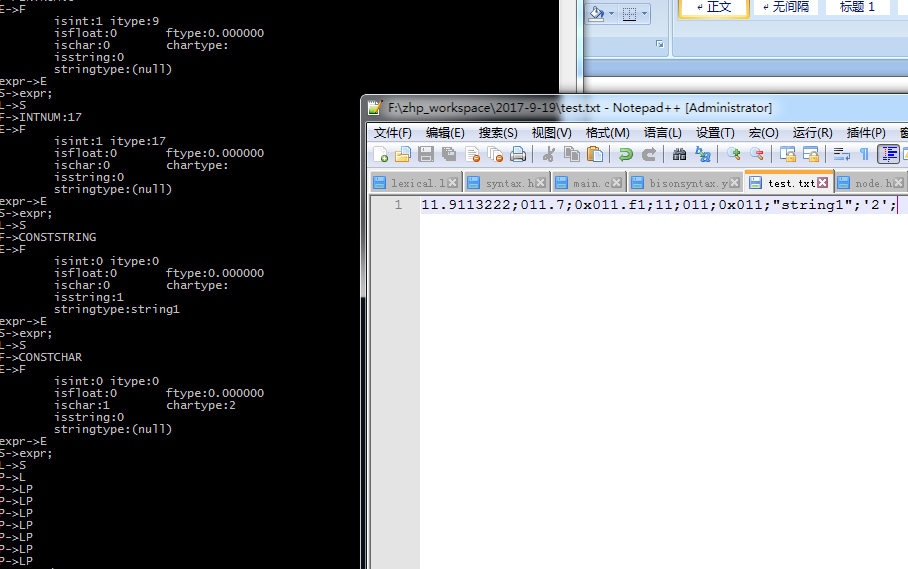 E->F
isint:1 itype:9
isfloat:0 ftype:0.000000
ischar:0 chartype:
isstring:0
stringtype:(null)
expr->E
S->expr;
L->S
F->INTNUM:17
E->F
isint:1 itype:17
isfloat:0 ftype:0.000000
ischar:0 chartype:
isstring:0
stringtype:(null)
expr->E
S->expr;
L->S
F->CONSTSTRING
E->F
isint:0 itype:0
isfloat:0 ftype:0.000000
ischar:0 chartype:
isstring:1
stringtype:string1
expr->E
S->expr;
L->S
F->CONSTCHAR
E->F
isint:0 itype:0
isfloat:0 ftype:0.000000
ischar:1 chartype:2
isstring:0
stringtype:(null)
expr->E
S->expr;
L->S
P->L
P->LP
P->LP
P->LP
P->LP
P->LP
P->LP
P->LP
正文 无间隔 标题 1
F:\zhp_workspace\2017-9-19\test.txt - Notepad++ [Administrator]
文件(F) 编辑(E) 搜索(S) 视图(V) 格式(M) 语言(L) 设置(T) 宏(O) 运行(R) 插件(P)
lexical.l syntax.h main.c bisonsyntax.y test.txt node.h
1 11.9113222;011.7;0x011.f1;11;011;0x011;"string1";'2';